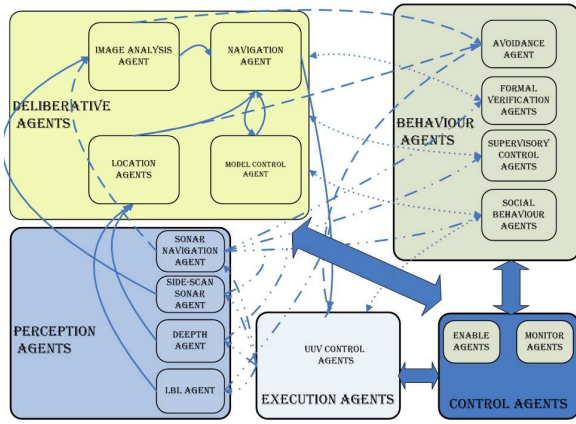 IMAGE ANALYSIS
AGENT
NAVIGATION
AGENT
DELIBERATIVE
AGENTS
LOCATION
AGENTS
MODEL CONTROL
AGENT
AVOIDANCE
AGENT
FORMAL
VERIFICATION
AGENTS
BEHAVIOUR
AGENTS
SUPERVISORY
CONTROL
AGENTS
SOCIAL
BEHAVIOUR
AGENTS
SONAR
NAVIGATION
AGENT
SIDE-SCAN
SONAR AGENT
PERCEPTION
AGENTS
DEEPTH
AGENT
LBL AGENT
UUV CONTROL
AGENTS
EXECUTION AGENTS
ENABLE
AGENTS
MONITOR
AGENTS
CONTROL AGENTS